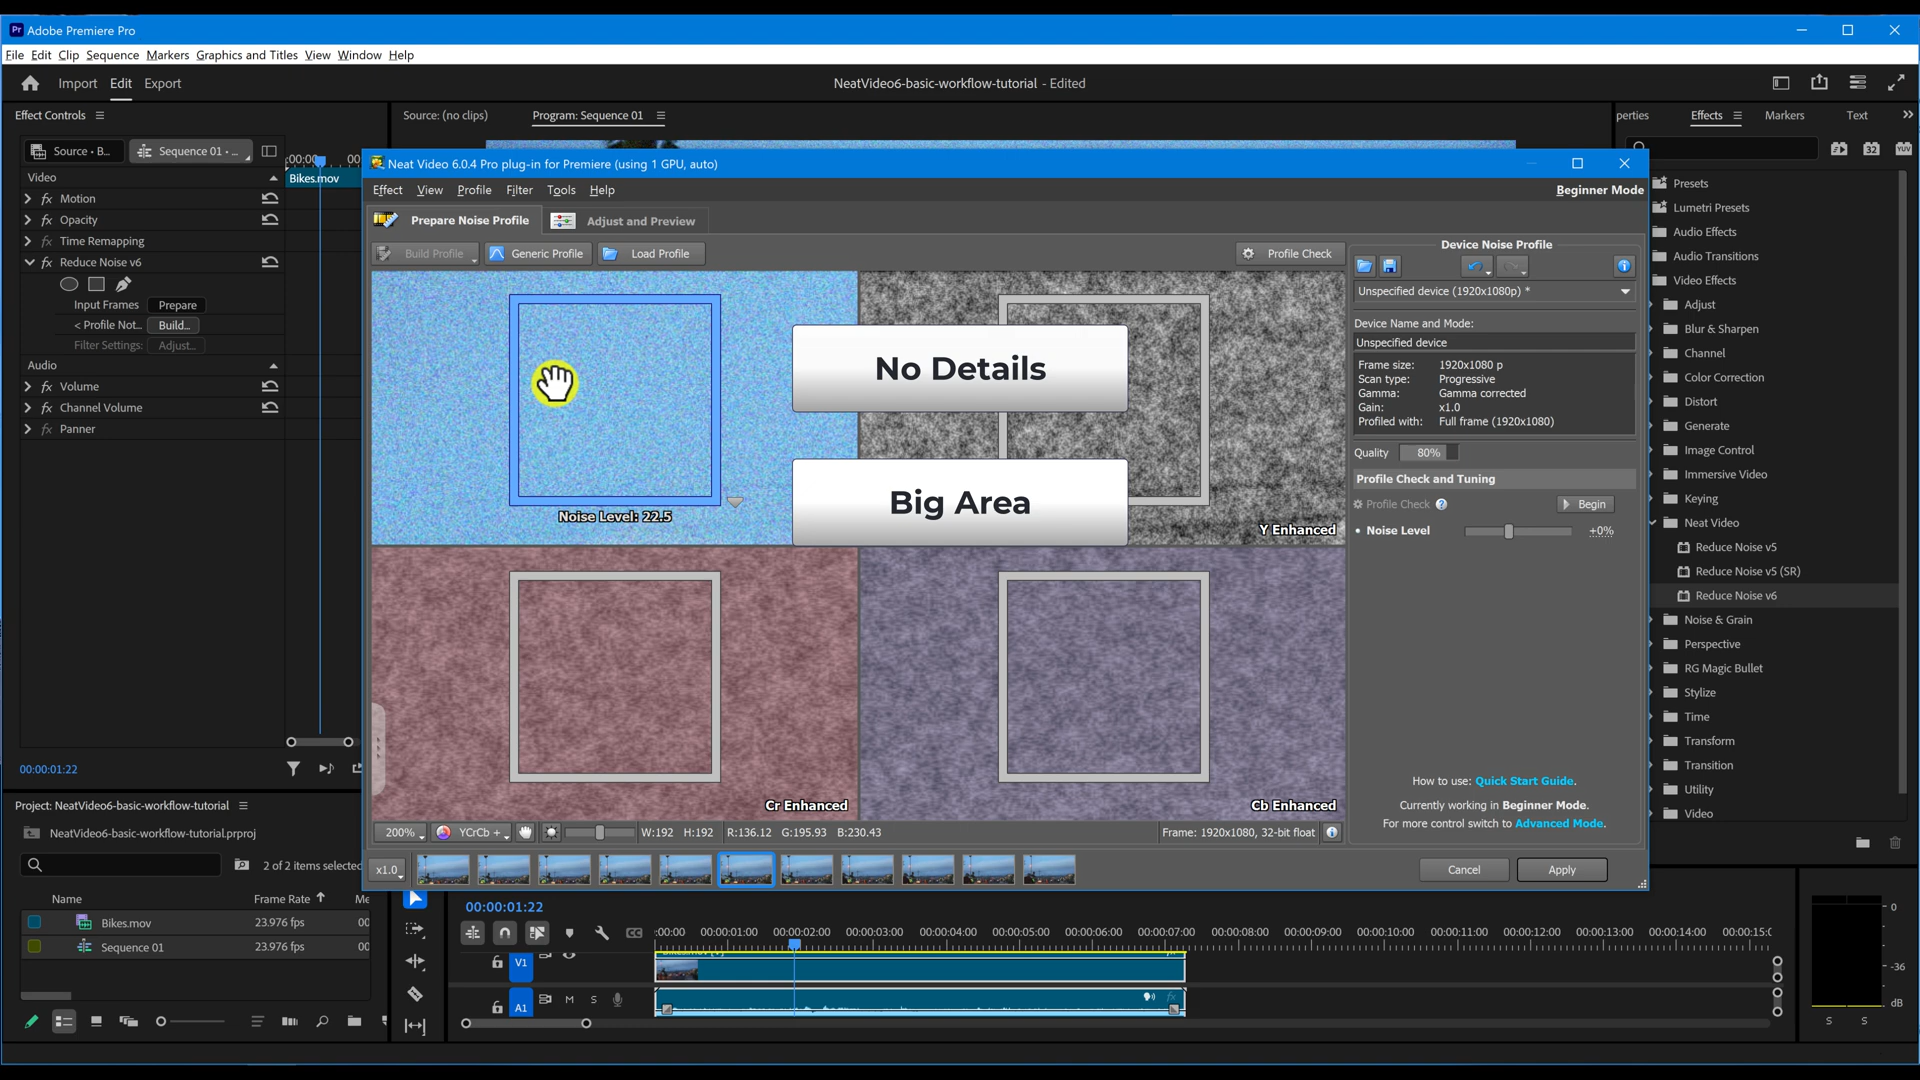 Adobe Premiere Pro
File Edit Clip Sequence Markers Graphics and Titles View Window Help
Import Edit Export
NeatVideo6-basic-workflow-tutorial - Edited
Effect Controls
Source: (no clips)
Program: Sequence 01
perties
Effects
Markers
Text
Source • B...
Sequence 01 • ...
:00:00
00
Video
Bikes.mov
Motion
Opacity
Time Remapping
Reduce Noise v6
Input Frames
Prepare
< Profile Not...
Build...
Filter Settings:
Adjust...
Audio
Volume
Channel Volume
Panner
00:00:01:22
Neat Video 6.0.4 Pro plug-in for Premiere (using 1 GPU, auto)
Effect View Profile Filter Tools Help
Beginner Mode
Prepare Noise Profile
Adjust and Preview
Build Profile
Generic Profile
Load Profile
Profile Check
No Details
Big Area
Noise Level: 22.5
Y Enhanced
Cr Enhanced
Cb Enhanced
Device Noise Profile
Unspecified device (1920x1080p) *
Device Name and Mode:
Unspecified device
Frame size: 1920x1080 p
Scan type: Progressive
Gamma: Gamma corrected
Gain: x1.0
Profiled with: Full frame (1920x1080)
Quality 80%
Profile Check and Tuning
Profile Check
Begin
Noise Level
+0%
How to use: Quick Start Guide.
Currently working in Beginner Mode.
For more control switch to Advanced Mode.
200%
YCrCb +
W:192 H:192
R:136.12 G:195.93 B:230.43
Frame: 1920x1080, 32-bit float
x1.0
Cancel
Apply
32
YUV
Presets
Lumetri Presets
Audio Effects
Audio Transitions
Video Effects
Adjust
Blur & Sharpen
Channel
Color Correction
Distort
Generate
Image Control
Immersive Video
Keying
Neat Video
Reduce Noise v5
Reduce Noise v5 (SR)
Reduce Noise v6
Noise & Grain
Perspective
RG Magic Bullet
Stylize
Time
Transform
Transition
Utility
Video
Project: NeatVideo6-basic-workflow-tutorial
NeatVideo6-basic-workflow-tutorial.prproj
2 of 2 items selected
Name
Frame Rate
Me
Bikes.mov
23.976 fps
00
Sequence 01
23.976 fps
00
00:00:01:22
:00:00 00:00:01:00 00:00:02:00 00:00:03:00 00:00:04:00 00:00:05:00 00:00:06:00 00:00:07:00 00:00:08:00 00:00:09:00 00:00:10:00 00:00:11:00 00:00:12:00 00:00:13:00 00:00:14:00 00:00:15:0
V1
A1
M
S
0
-36
dB
S
S